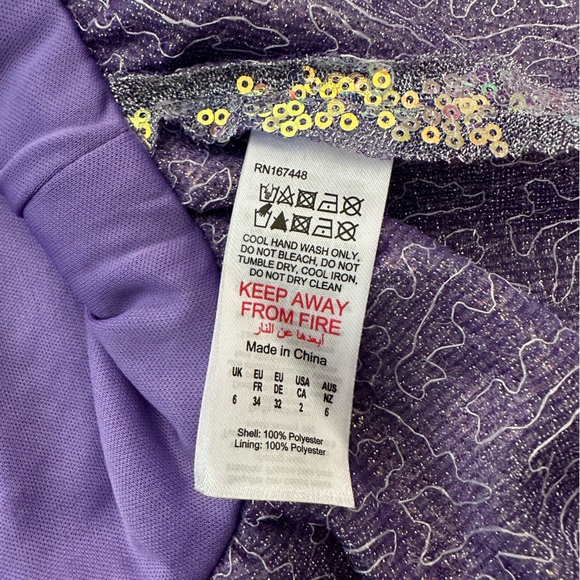 RN167448
COOL HAND WASH ONLY,
DO NOT BLEACH, DO NOT
TUMBLE DRY, COOL IRON,
DO NOT DRY CLEAN
KEEP AWAY
FROM FIRE
أبعدها عن النار
Made in China
UK EU FR EU DE USA CA AUS NZ
6 34 32 2 6
Shell: 100% Polyester
Lining: 100% Polyester